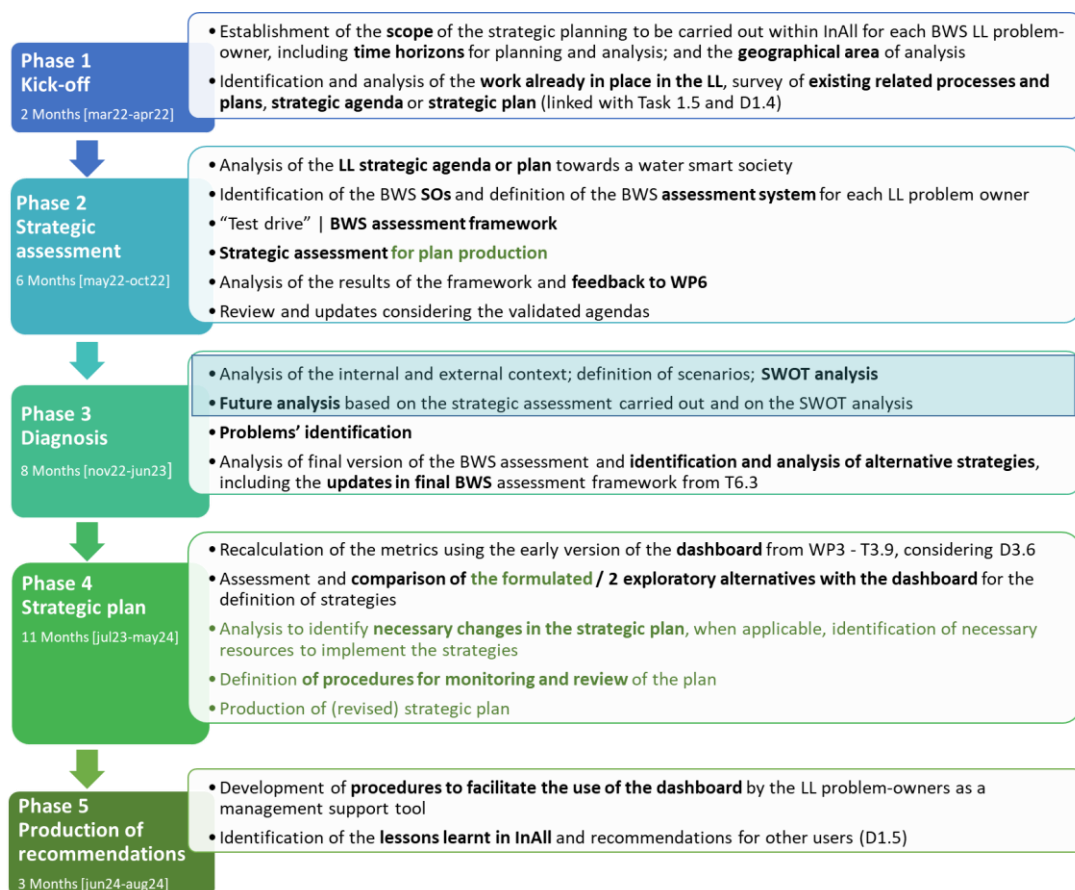 Phase 1
Kick-off
2 Months [mar22-apr22]
• Establishment of the scope of the strategic planning to be carried out within InAll for each BWS LL problem-
owner, including time horizons for planning and analysis; and the geographical area of analysis
• Identification and analysis of the work already in place in the LL, survey of existing related processes and
plans, strategic agenda or strategic plan (linked with Task 1.5 and D1.4)
Phase 2
Strategic
assessment
6 Months [may22-oct22]
• Analysis of the LL strategic agenda or plan towards a water smart society
• Identification of the BWS SOs and definition of the BWS assessment system for each LL problem owner
• “Test drive” | BWS assessment framework
• Strategic assessment for plan production
• Analysis of the results of the framework and feedback to WP6
• Review and updates considering the validated agendas
Phase 3
Diagnosis
8 Months [nov22-jun23]
• Analysis of the internal and external context; definition of scenarios; SWOT analysis
• Future analysis based on the strategic assessment carried out and on the SWOT analysis
• Problems’ identification
• Analysis of final version of the BWS assessment and identification and analysis of alternative strategies,
including the updates in final BWS assessment framework from T6.3
Phase 4
Strategic plan
11 Months [jul23-may24]
• Recalculation of the metrics using the early version of the dashboard from WP3 - T3.9, considering D3.6
• Assessment and comparison of the formulated / 2 exploratory alternatives with the dashboard for the
definition of strategies
• Analysis to identify necessary changes in the strategic plan, when applicable, identification of necessary
resources to implement the strategies
• Definition of procedures for monitoring and review of the plan
• Production of (revised) strategic plan
Phase 5
Production of
recommendations
3 Months [jun24-aug24]
• Development of procedures to facilitate the use of the dashboard by the LL problem-owners as a
management support tool
• Identification of the lessons learnt in InAll and recommendations for other users (D1.5)